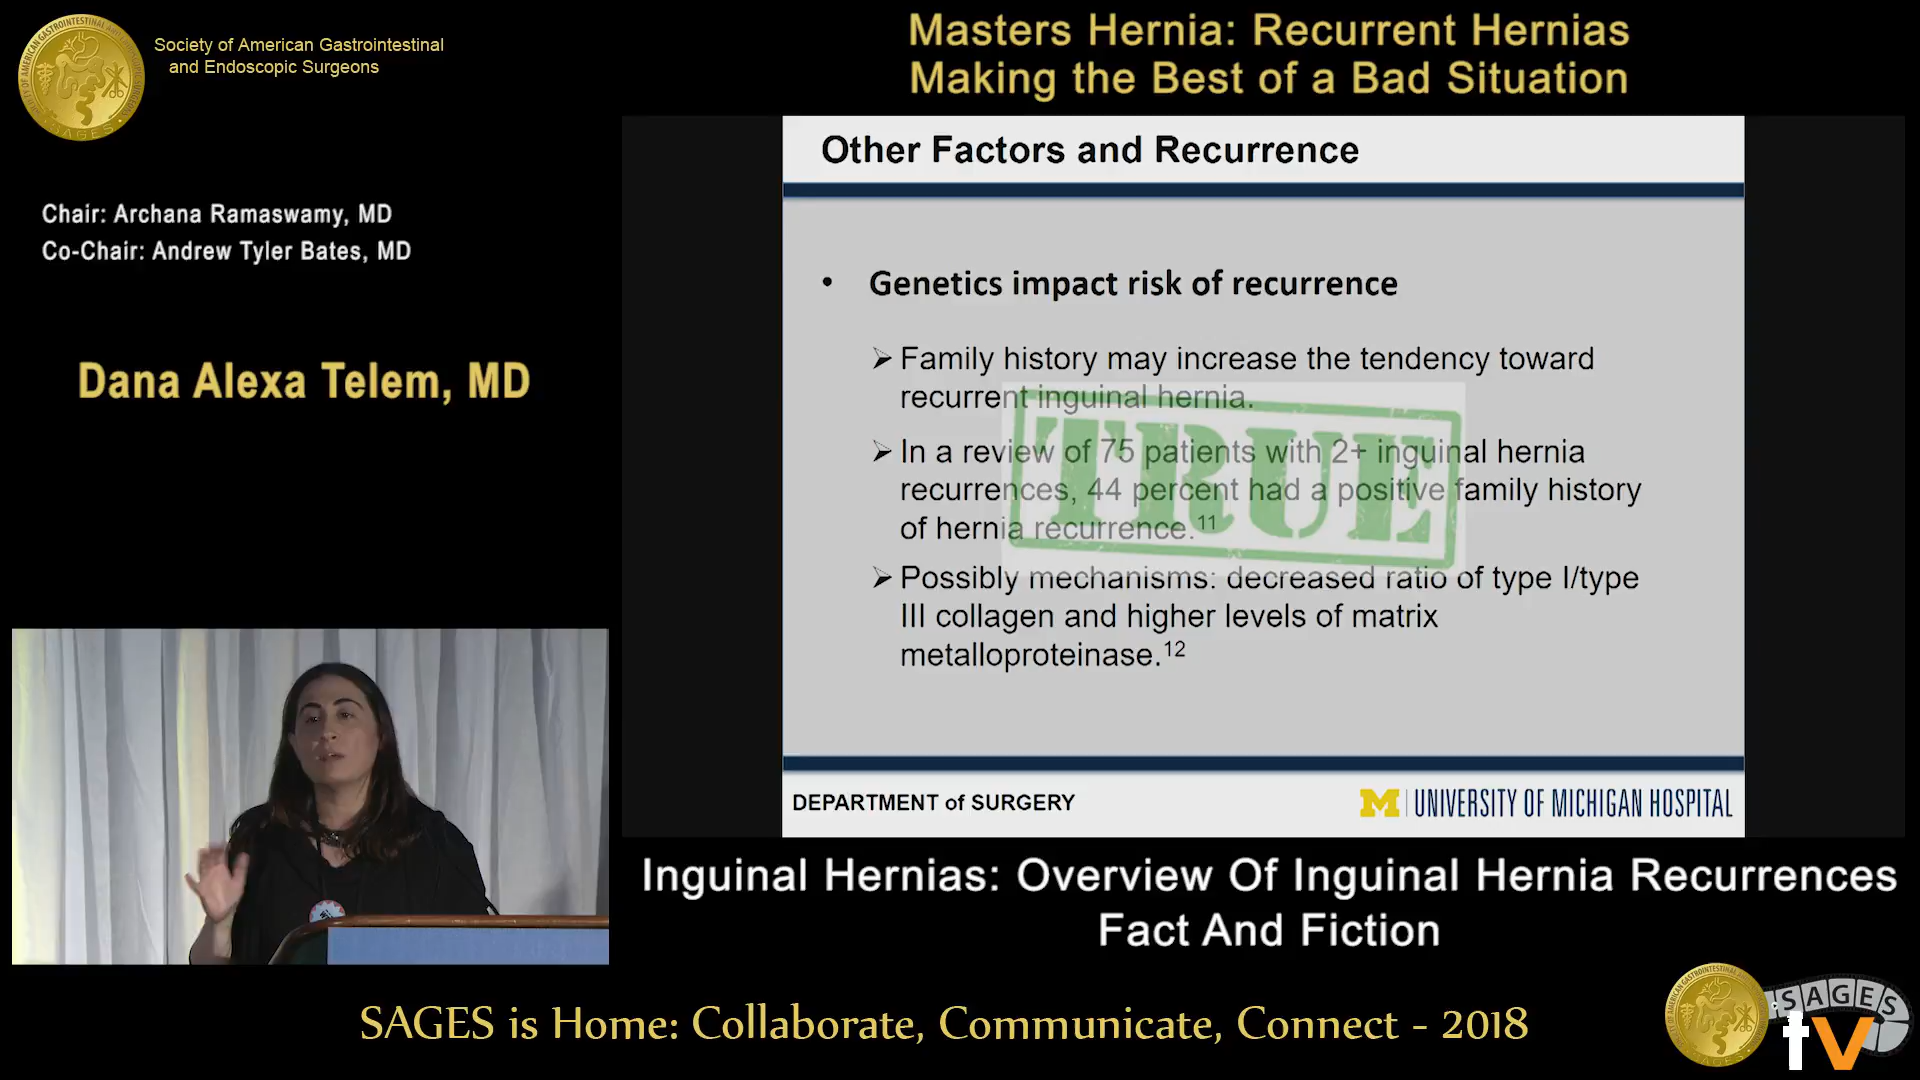 Society of American Gastrointestinal
and Endoscopic Surgeons
Masters Hernia: Recurrent Hernias
Making the Best of a Bad Situation
Chair: Archana Ramaswamy, MD
Co-Chair: Andrew Tyler Bates, MD
Dana Alexa Telem, MD
Other Factors and Recurrence
• Genetics impact risk of recurrence
➢ Family history may increase the tendency toward
recurrent inguinal hernia.
➢ In a review of 75 patients with 2+ inguinal hernia
recurrences, 44 percent had a positive family history
of hernia recurrence.11
➢ Possibly mechanisms: decreased ratio of type I/type
III collagen and higher levels of matrix
metalloproteinase.12
TRUE
DEPARTMENT of SURGERY
M | UNIVERSITY OF MICHIGAN HOSPITAL
Inguinal Hernias: Overview Of Inguinal Hernia Recurrences
Fact And Fiction
SAGES is Home: Collaborate, Communicate, Connect - 2018
SAGES
tv